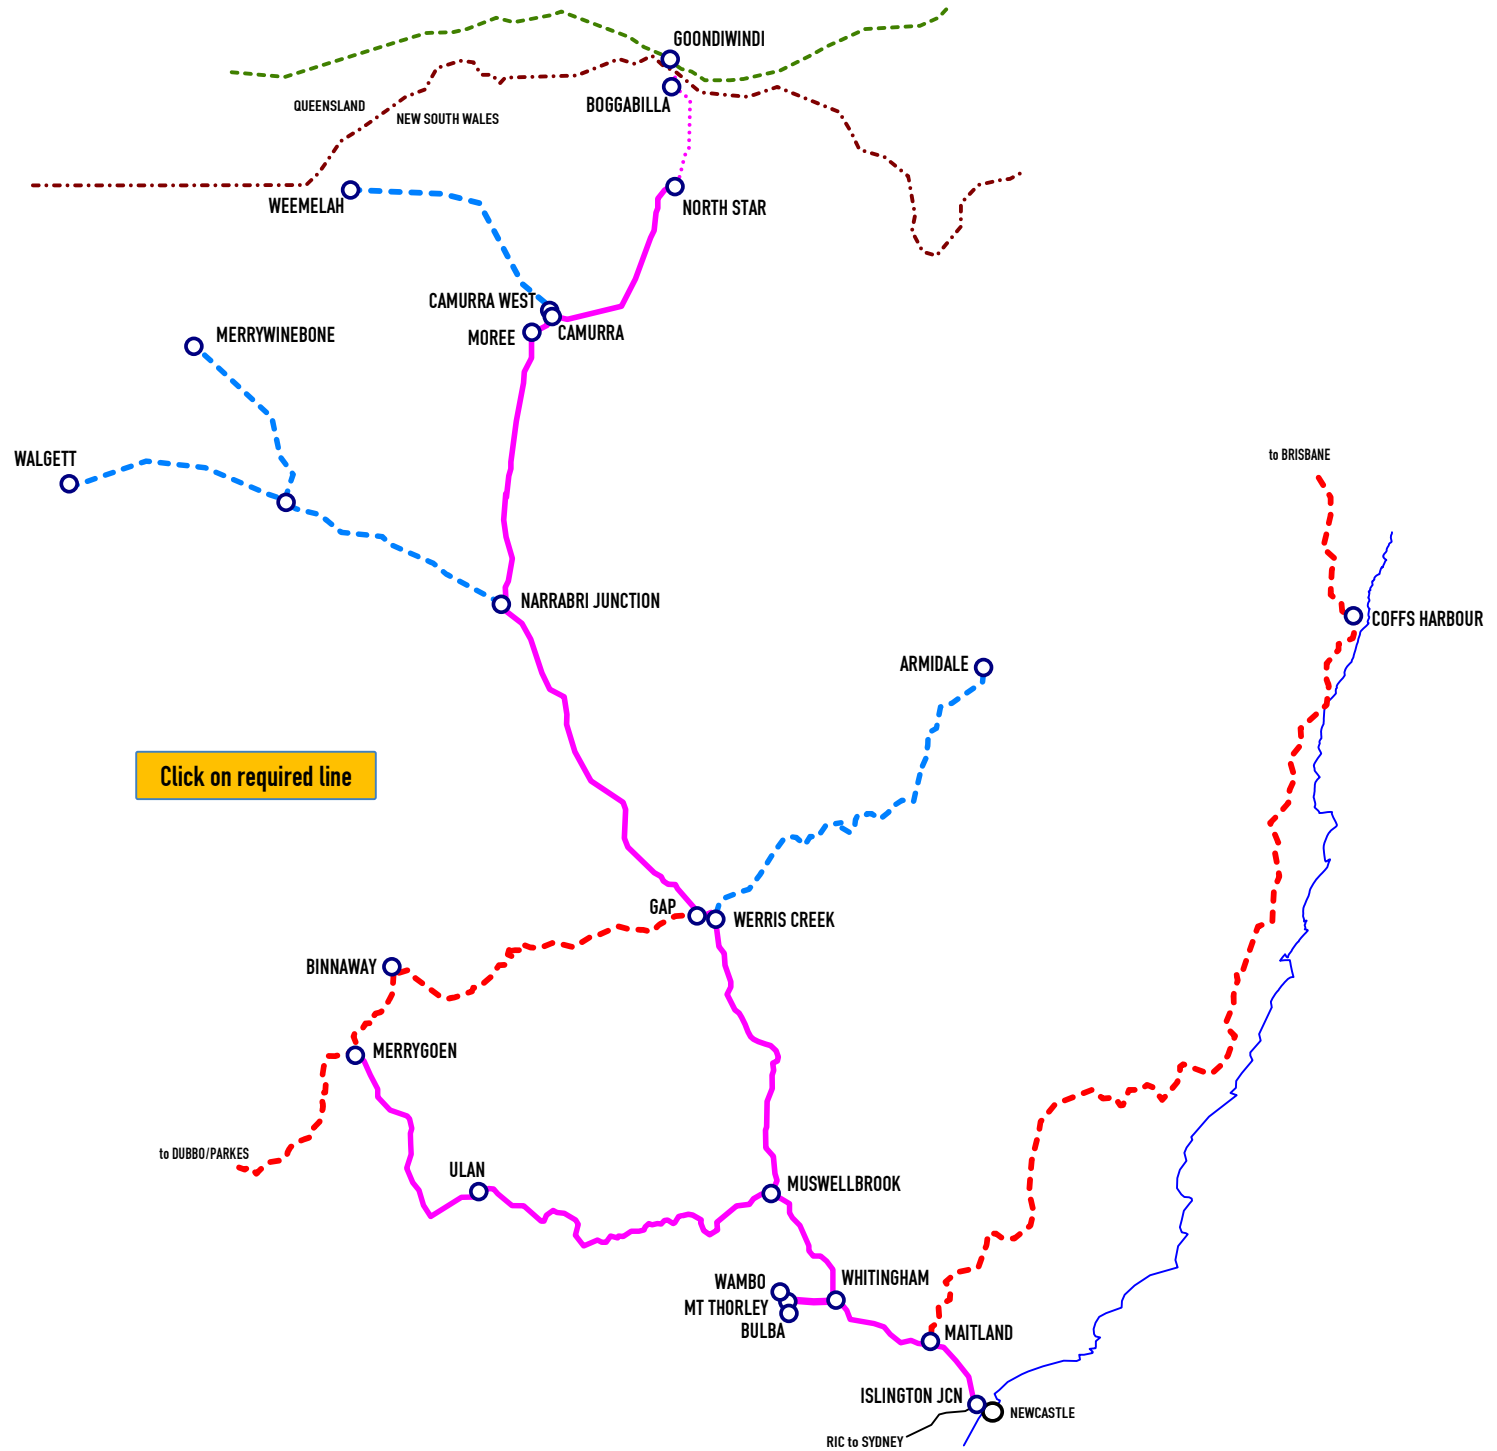 GOONDIWINDI
BOGGABILLA
QUEENSLAND
NEW SOUTH WALES
WEEMELAH
NORTH STAR
CAMURRA WEST
MOREE
CAMURRA
MERRYWINEBONE
WALGETT
to BRISBANE
NARRABRI JUNCTION
COFFS HARBOUR
ARMIDALE
Click on required line
GAP
WERRIS CREEK
BINNAWAY
MERRYGOEN
to DUBBO/PARKES
ULAN
MUSWELLBROOK
WAMBO
WHITINGHAM
MT THORLEY
BULBA
MAITLAND
ISLINGTON JCN
NEWCASTLE
RIC to SYDNEY